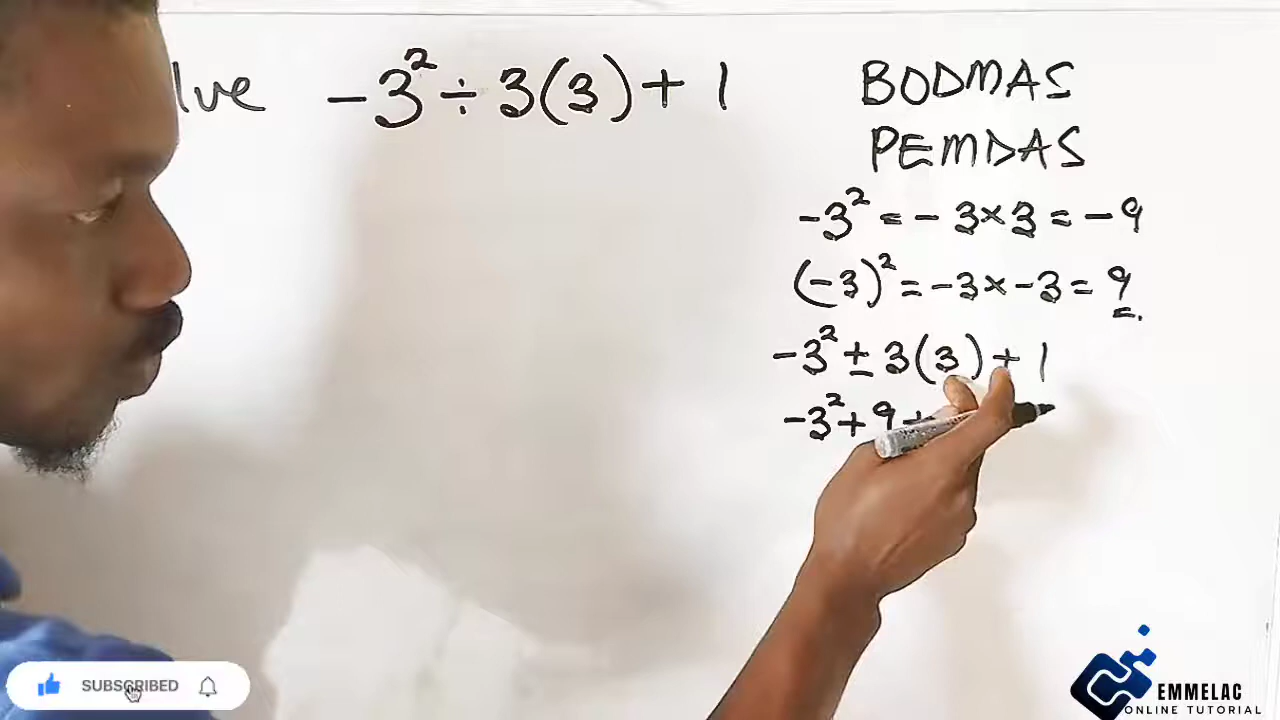 -3² ÷ 3(3) + 1
BODMAS
PEMDAS
-3² = - 3×3 = -9
(-3)² = -3× -3 = 9
-3² ± 3(3) + 1
-3² + 9 +
SUBSCRIBED
EMMELAC
ONLINE TUTORIAL